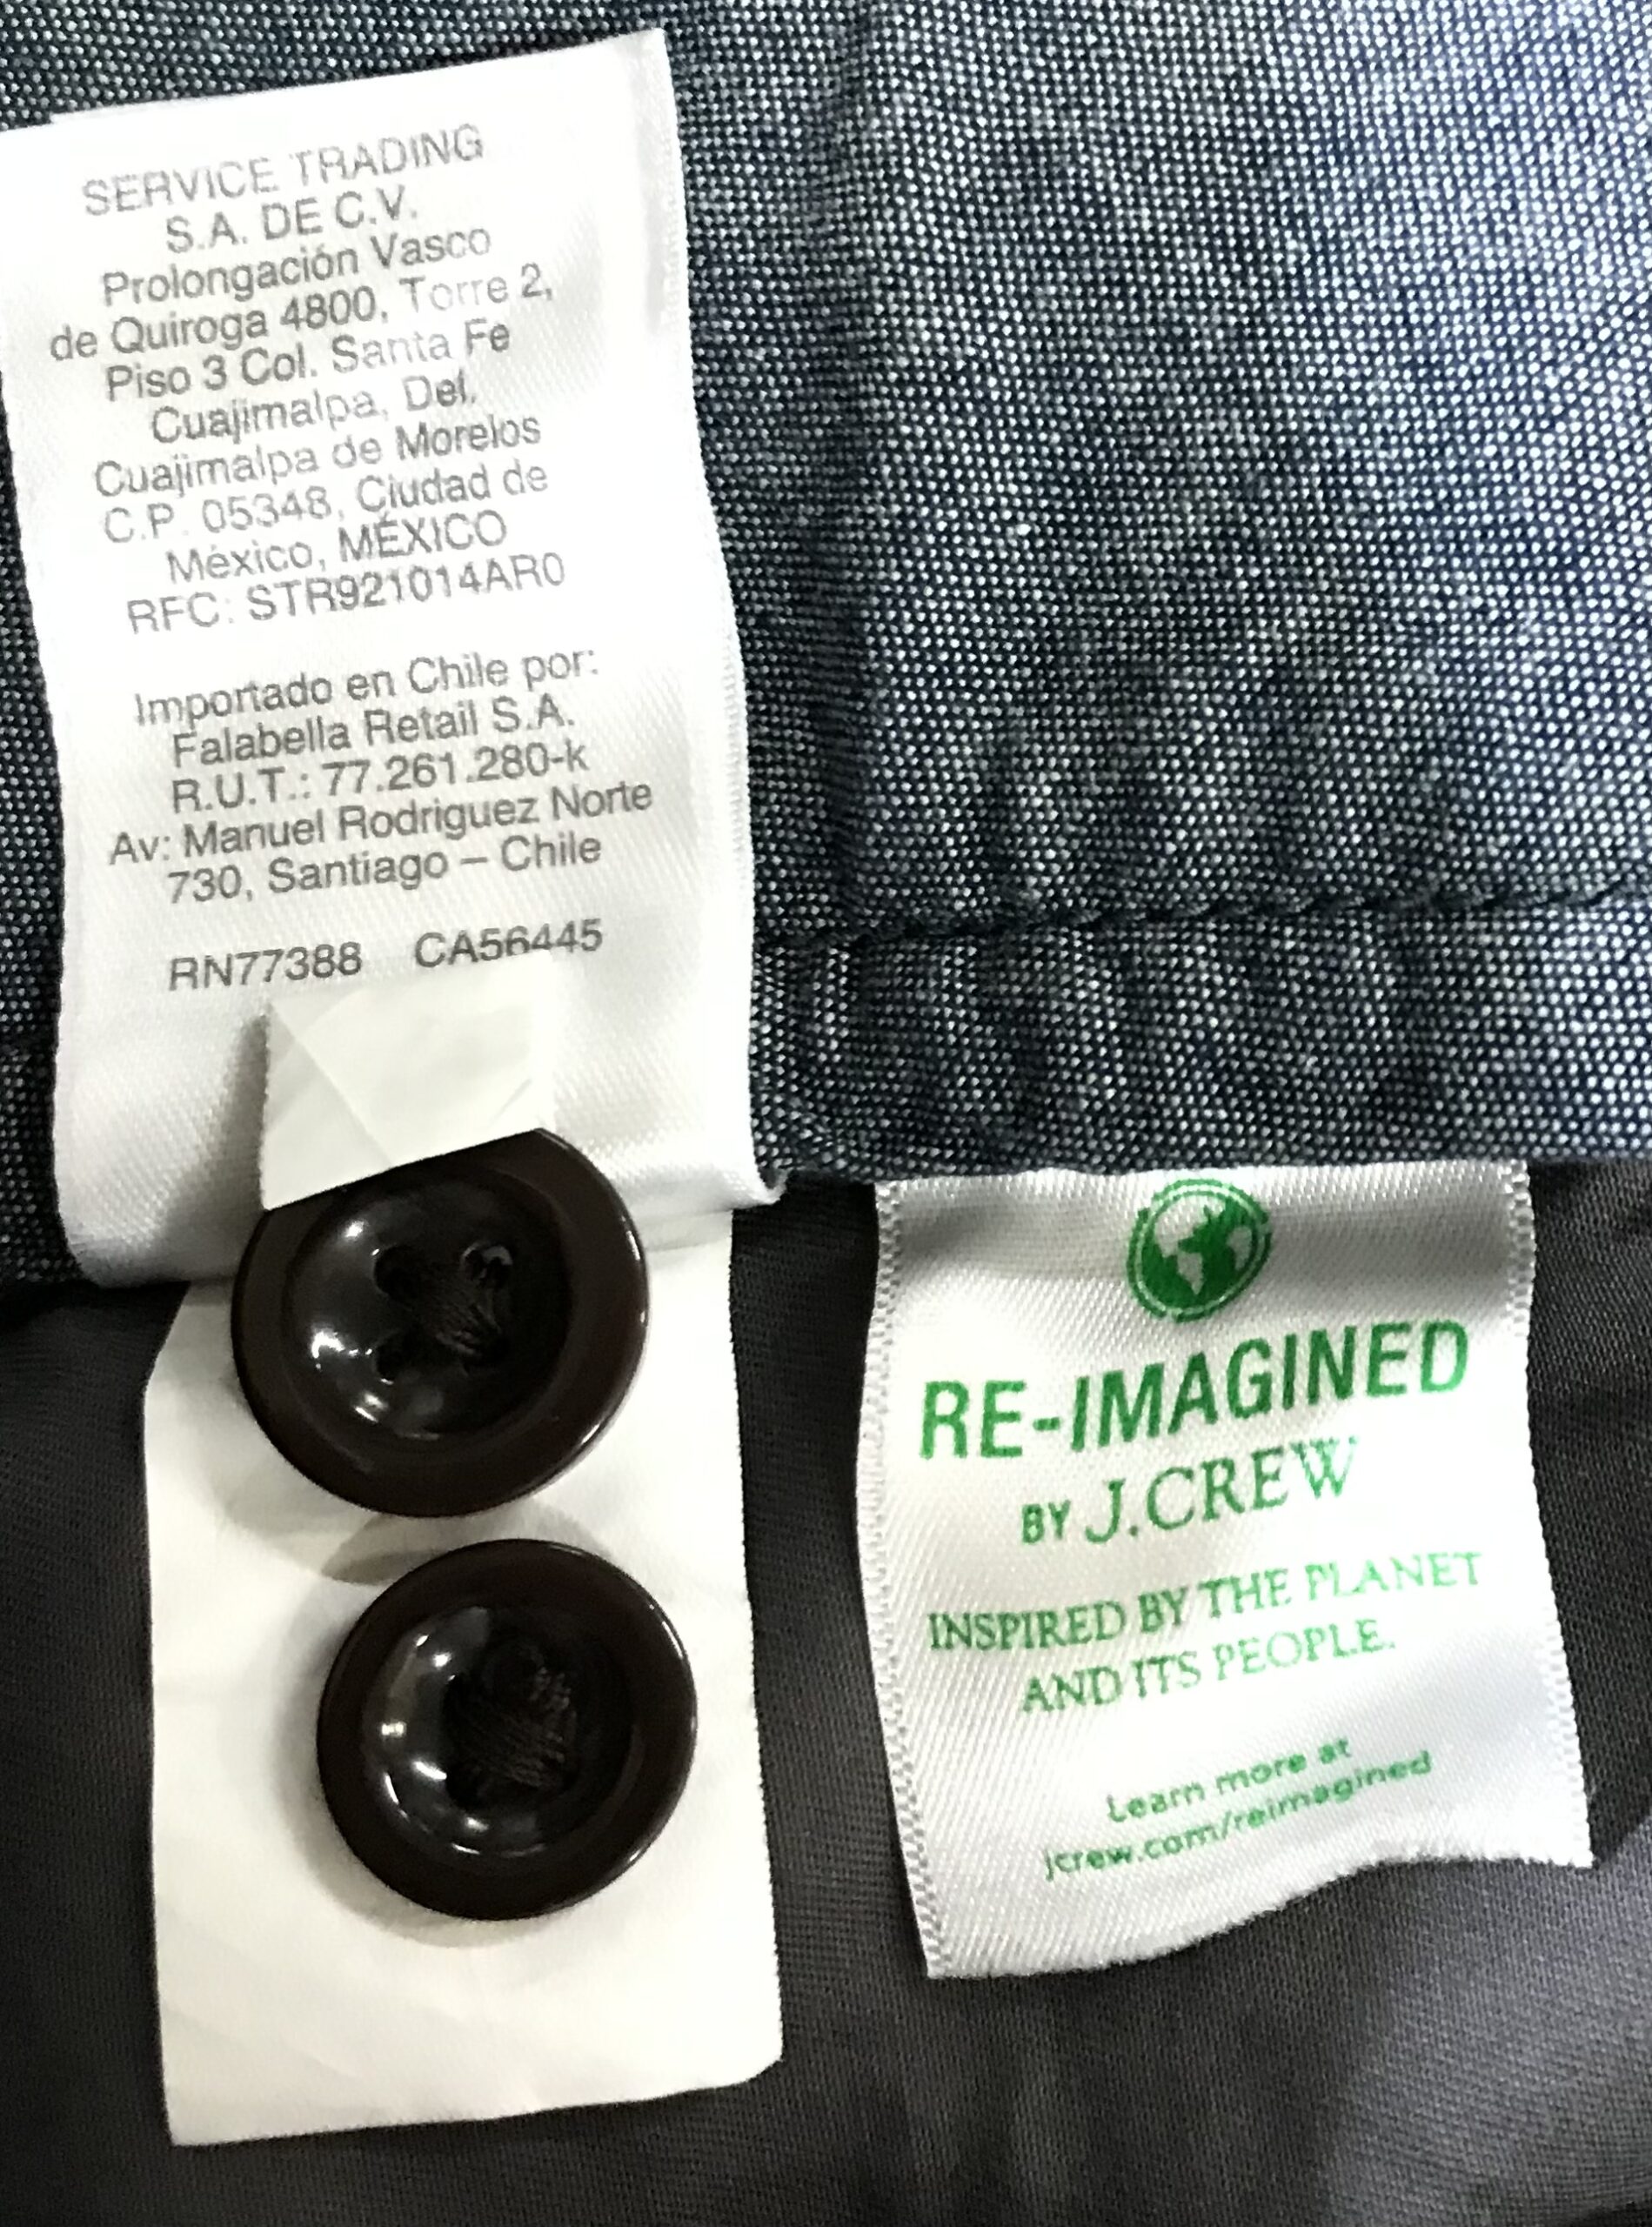 SERVICE TRADING
S.A. DE C.V.
Prolongación Vasco
de Quiroga 4800, Torre 2,
Piso 3 Col. Santa Fe
Cuajimalpa, Del.
Cuajimalpa de Morelos
C.P. 05348, Ciudad de
México, MÉXICO
RFC: STR921014AR0
Importado en Chile por:
Falabella Retail S.A.
R.U.T.: 77.261.280-k
Av: Manuel Rodriguez Norte
730, Santiago – Chile
RN77388 CA56445
RE-IMAGINED
BY J.CREW
INSPIRED BY THE PLANET
AND ITS PEOPLE.
Learn more at
jcrew.com/reimagined